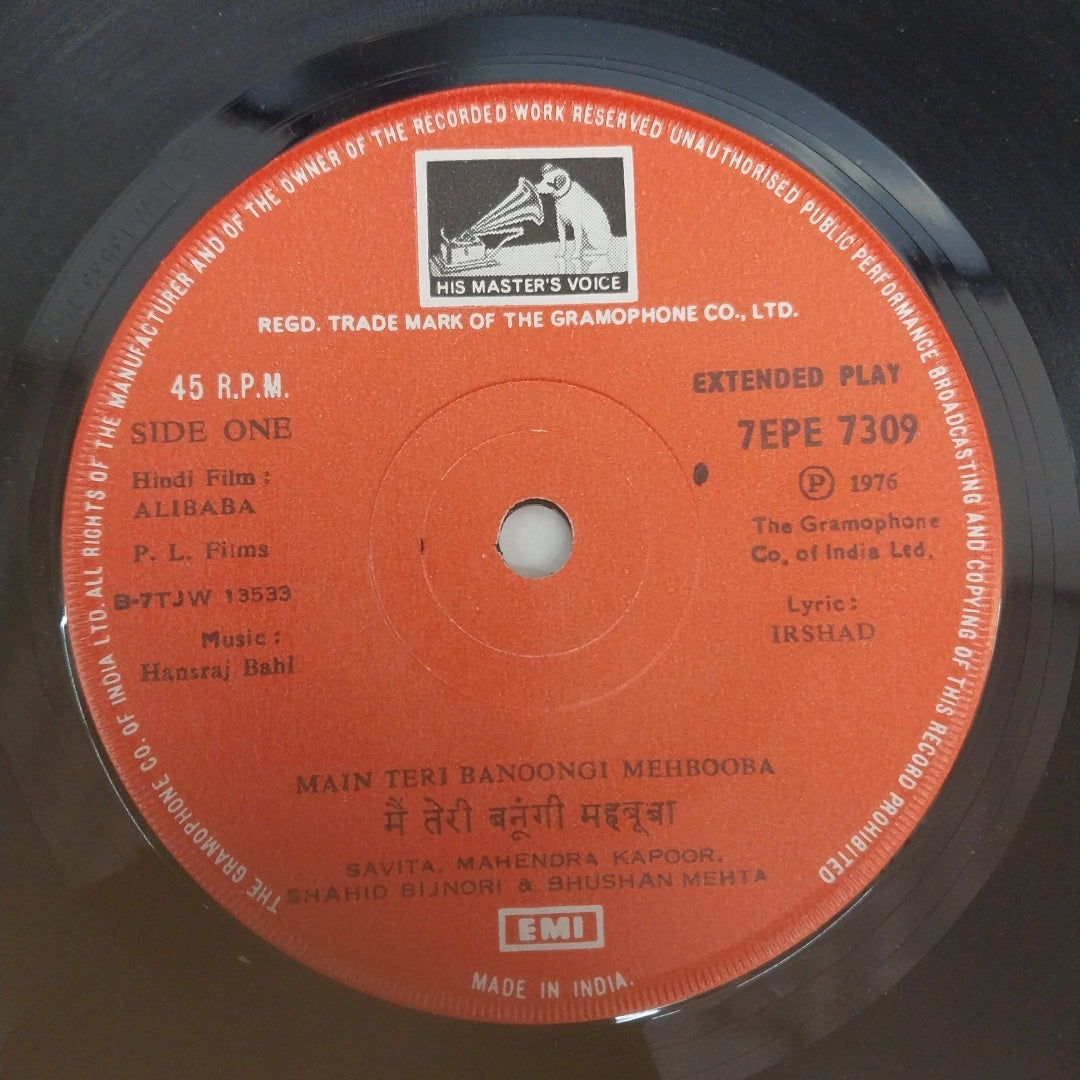 THE GRAMOPHONE CO. OF INDIA LTD. ALL RIGHTS OF THE MANUFACTURER AND OF THE OWNER OF THE RECORDED WORK RESERVED UNAUTHORISED PUBLIC PERFORMANCE BROADCASTING AND COPYING OF THIS RECORD PROHIBITED
HIS MASTER'S VOICE
REGD. TRADE MARK OF THE GRAMOPHONE CO., LTD.
45 R.P.M.
SIDE ONE
Hindi Film :
ALIBABA
P. L. Films
B-7TJW 13533
Music :
Hansraj Bahl
EXTENDED PLAY
7EPE 7309
Ⓟ 1976
The Gramophone
Co. of India Ltd.
Lyric :
IRSHAD
MAIN TERI BANOONGI MEHBOOBA
मैं तेरी बनूंगी महबूबा
SAVITA, MAHENDRA KAPOOR,
SHAHID BIJNORI & BHUSHAN MEHTA
EMI
MADE IN INDIA.